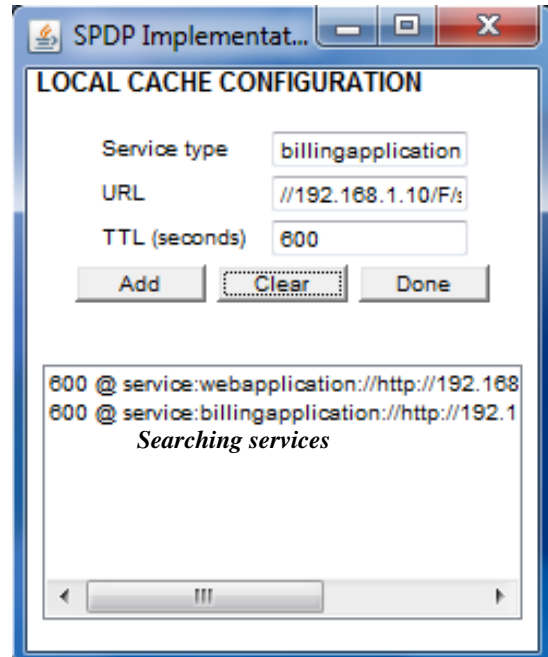 SPDP Implementat...
LOCAL CACHE CONFIGURATION
Service type billingapplication
URL //192.168.1.10/F/s
TTL (seconds) 600
Add Clear Done
600 @ service:webapplication://http://192.168
600 @ service:billingapplication://http://192.1
Searching services